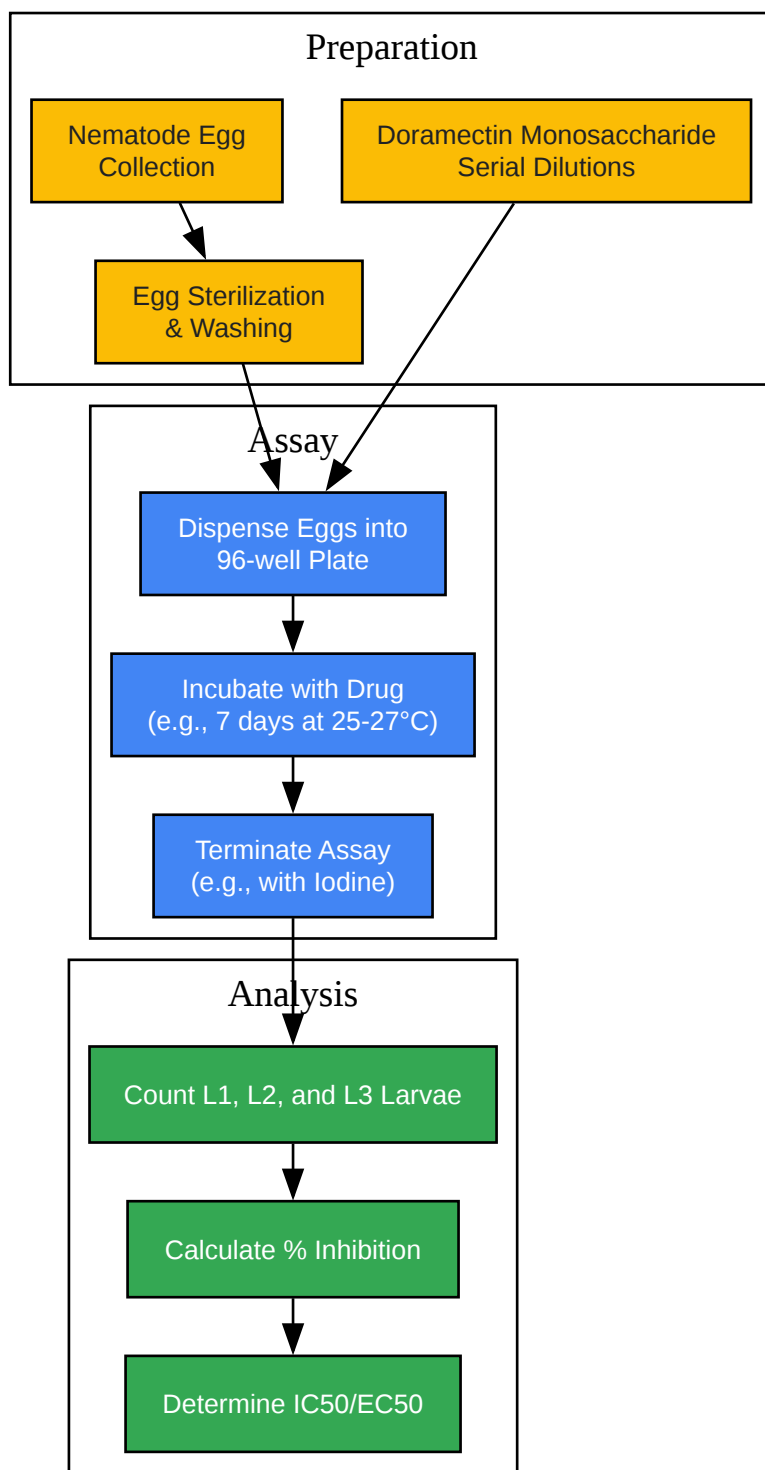 Preparation
Nematode Egg
Collection
Doramectin Monosaccharide
Serial Dilutions
Egg Sterilization
& Washing
Assay
Dispense Eggs into
96-well Plate
Incubate with Drug
(e.g., 7 days at 25-27°C)
Terminate Assay
(e.g., with Iodine)
Analysis
Count L1, L2, and L3 Larvae
Calculate % Inhibition
Determine IC50/EC50